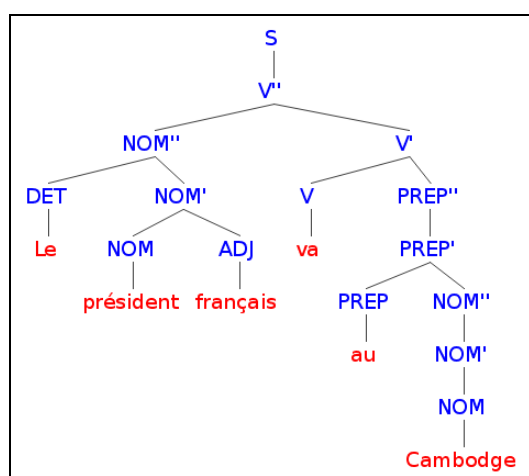 S
V''
NOM'' V'
DET NOM' V PREP''
Le NOM ADJ va PREP'
président français PREP NOM''
au NOM'
NOM
Cambodge